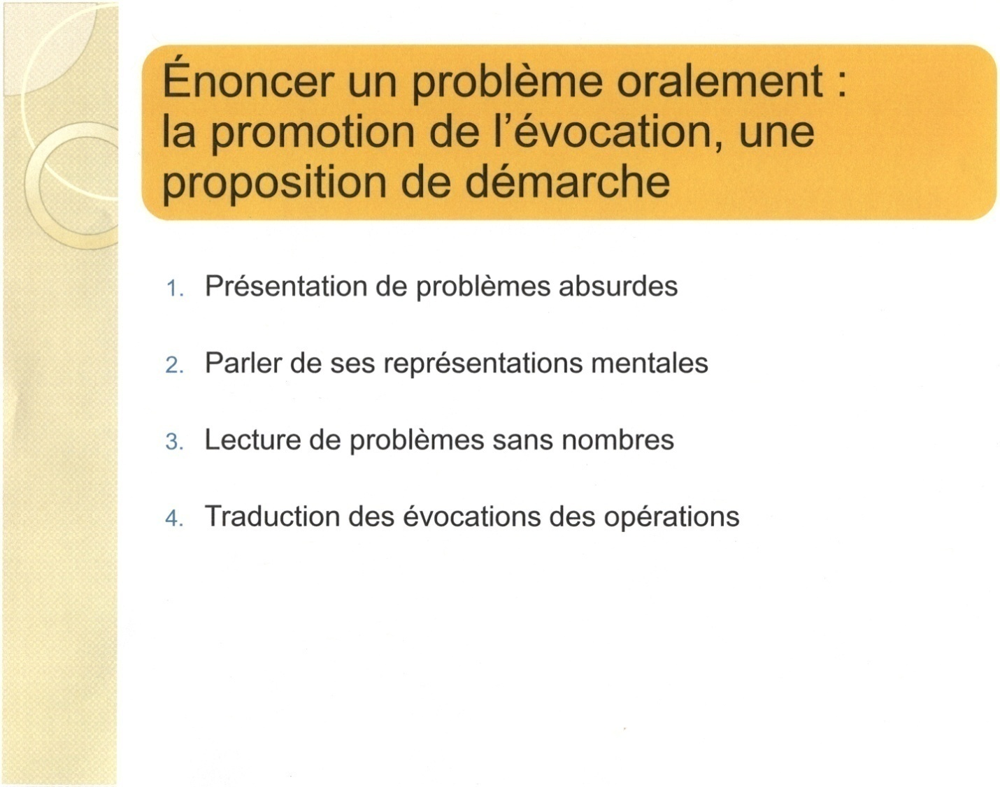 Énoncer un problème oralement :
la promotion de l'évocation, une
proposition de démarche
1. Présentation de problèmes absurdes
2. Parler de ses représentations mentales
3. Lecture de problèmes sans nombres
4. Traduction des évocations des opérations